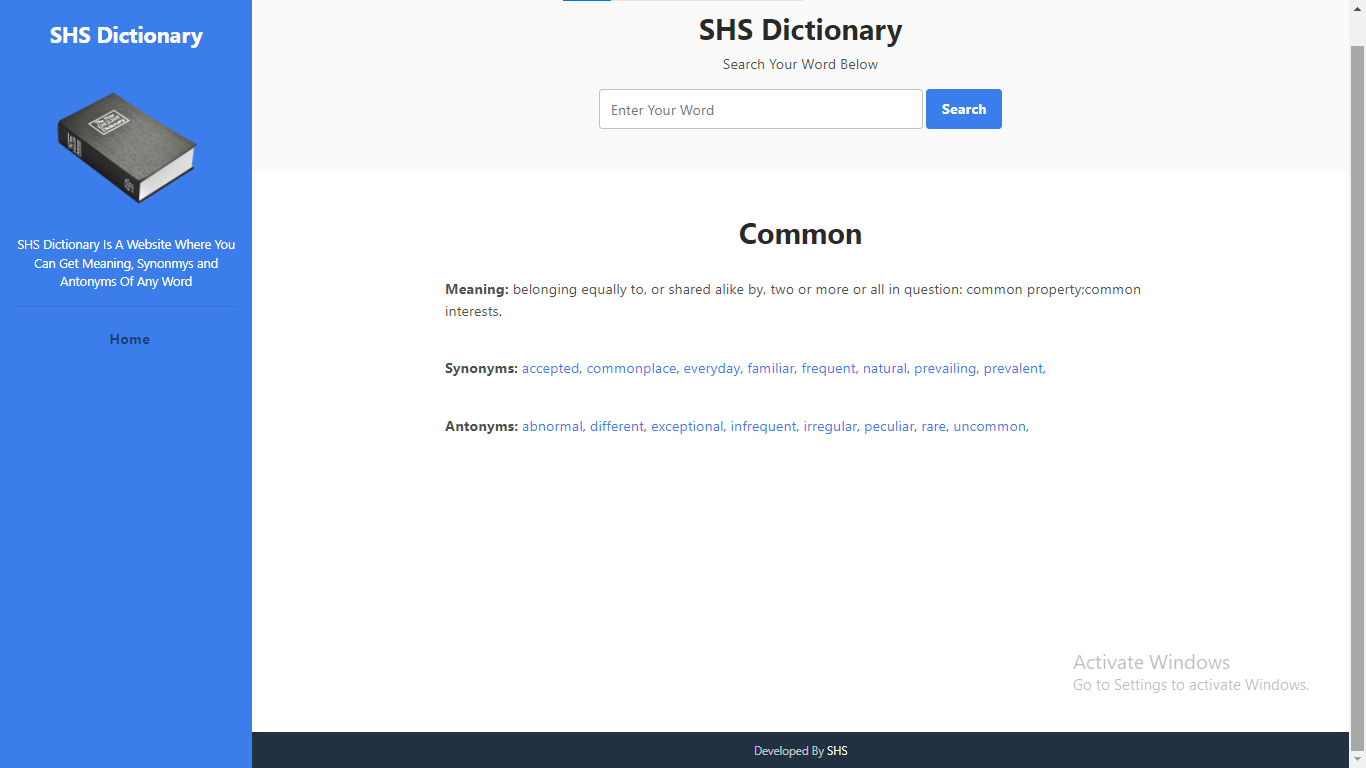 SHS Dictionary
SHS Dictionary Is A Website Where You
Can Get Meaning, Synonmys and
Antonyms Of Any Word
Home
SHS Dictionary
Search Your Word Below
Enter Your Word
Search
Common
Meaning: belonging equally to, or shared alike by, two or more or all in question: common property;common
interests.
Synonyms: accepted, commonplace, everyday, familiar, frequent, natural, prevailing, prevalent,
Antonyms: abnormal, different, exceptional, infrequent, irregular, peculiar, rare, uncommon,
Activate Windows
Go to Settings to activate Windows.
Developed By SHS